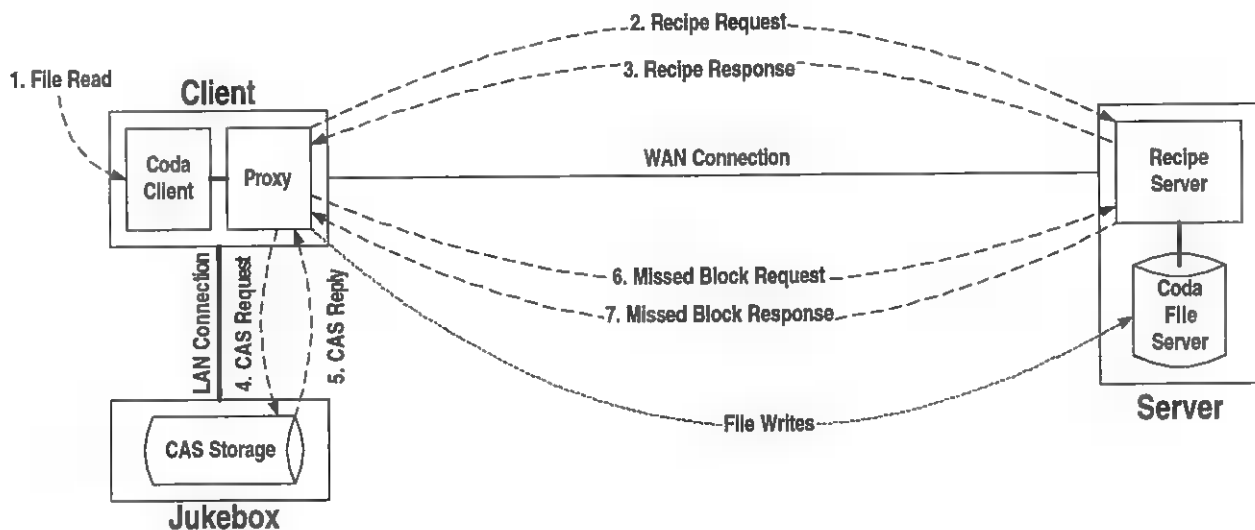 2. Recipe Request
3. Recipe Response
1. File Read
Client
Coda
Client
Proxy
WAN Connection
Recipe
Server
LAN Connection
4. CAS Request
5. CAS Reply
6. Missed Block Request
7. Missed Block Response
Coda
File
Server
File Writes
Server
CAS Storage
Jukebox